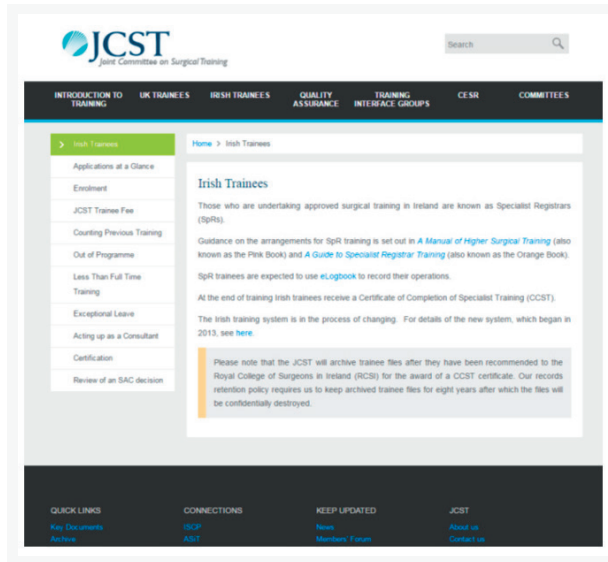 JCST
Joint Committee on Surgical Training
Search
INTRODUCTION TO TRAINING
UK TRAINEES
IRISH TRAINEES
QUALITY ASSURANCE
TRAINING INTERFACE GROUPS
CESR
COMMITTEES
Irish Trainees
Applications at a Glance
Enrolment
JCST Trainee Fee
Counting Previous Training
Out of Programme
Less Than Full Time
Training
Exceptional Leave
Acting up as a Consultant
Certification
Review of an SAC decision
Home > Irish Trainees
Irish Trainees
Those who are undertaking approved surgical training in Ireland are known as Specialist Registrars
(SpRs).
Guidance on the arrangements for SpR training is set out in A Manual of Higher Surgical Training (also
known as the Pink Book) and A Guide to Specialist Registrar Training (also known as the Orange Book).
SpR trainees are expected to use eLogbook to record their operations.
At the end of training Irish trainees receive a Certificate of Completion of Specialist Training (CCST).
The Irish training system is in the process of changing. For details of the new system, which began in
2013, see here.
Please note that the JCST will archive trainee files after they have been recommended to the
Royal College of Surgeons in Ireland (RCSI) for the award of a CCST certificate. Our records
retention policy requires us to keep archived trainee files for eight years after which the files will
be confidentially destroyed.
QUICK LINKS
Key Documents
Archive
CONNECTIONS
ISCP
ASiT
KEEP UPDATED
News
Members' Forum
JCST
About us
Contact us